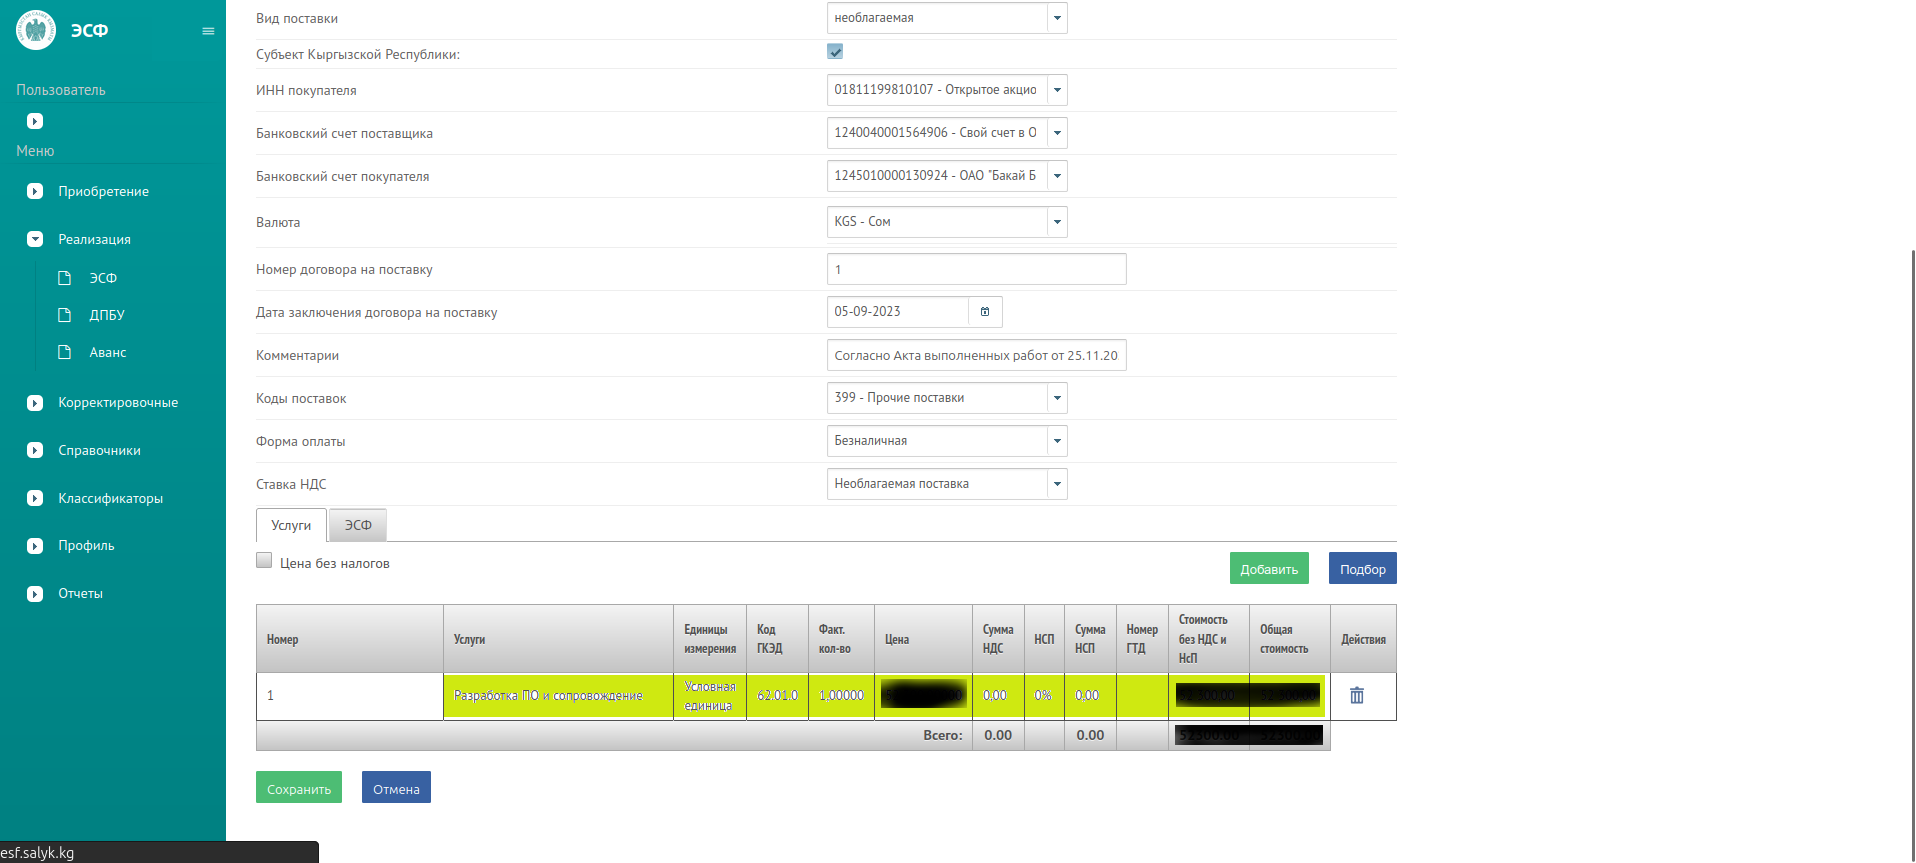 ЭСФ
Пользователь
Меню
Приобретение
Реализация
ЭСФ
ДПБУ
Аванс
Корректировочные
Справочники
Классификаторы
Профиль
Отчеты
Вид поставки необлагаемая
Субъект Кыргызской Республики:
ИНН покупателя 01811199810107 - Открытое акцио
Банковский счет поставщика 1240040001564906 - Свой счет в О
Банковский счет покупателя 1245010000130924 - ОАО "Бакай Б
Валюта KGS - Сом
Номер договора на поставку 1
Дата заключения договора на поставку 05-09-2023
Комментарии Согласно Акта выполненных работ от 25.11.20
Коды поставок 399 - Прочие поставки
Форма оплаты Безналичная
Ставка НДС Необлагаемая поставка
Услуги ЭСФ
Цена без налогов Добавить Подбор
Номер Услуги Единицы измерения Код ГКЭД Факт. кол-во Цена Сумма НДС НСП Сумма НСП Номер ГТД Стоимость без НДС и НсП Общая стоимость Действия
1 Разработка ПО и сопровождение Условная единица 62.01.0 1,00000 0,00 0% 0,00
Всего: 0.00 0.00
Сохранить Отмена
esf.salyk.kg